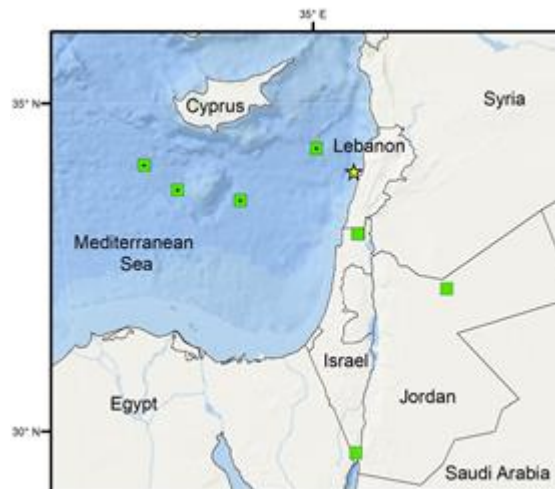 35° E
35° N
Cyprus
Syria
Lebanon
Mediterranean
Sea
Israel
Egypt
Jordan
30° N
Saudi Arabia